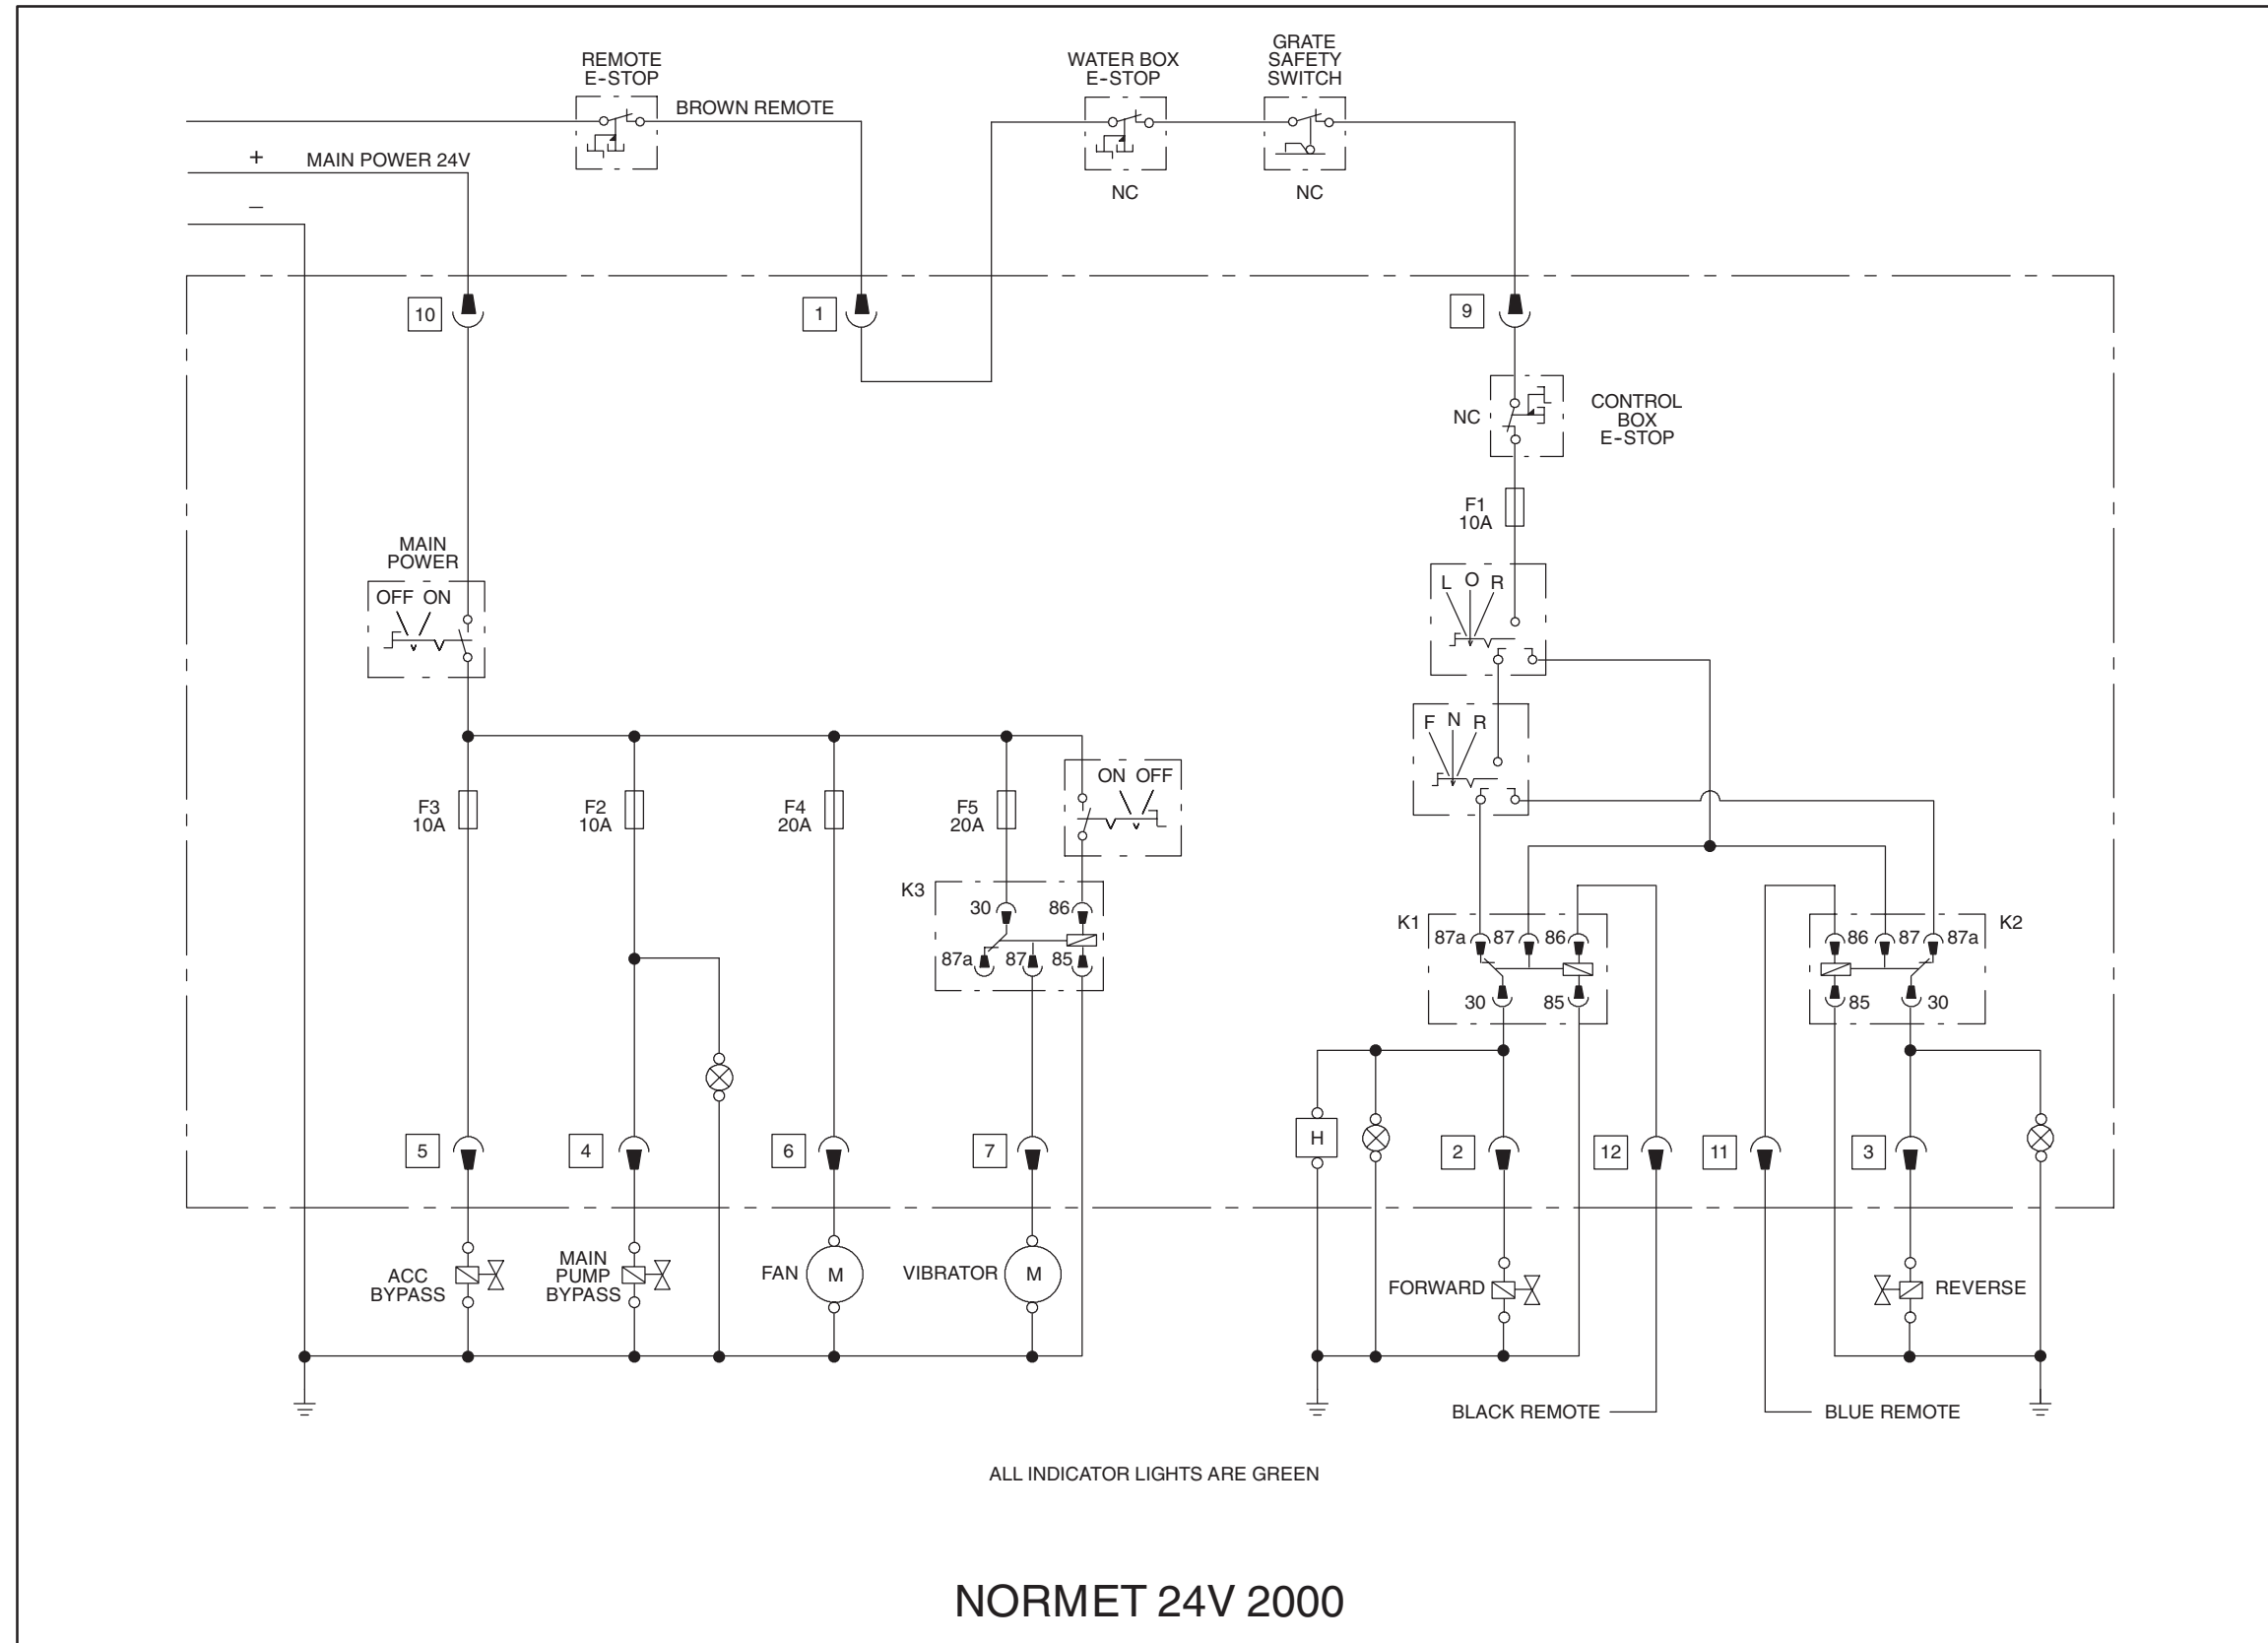 REMOTE
E-STOP
BROWN REMOTE
WATER BOX
E-STOP
NC
GRATE
SAFETY
SWITCH
NC
+
MAIN POWER 24V
–
10
1
9
NC
CONTROL
BOX
E-STOP
F1
10A
MAIN
POWER
OFF ON
L O R
F N R
ON OFF
F3
10A
F2
10A
F4
20A
F5
20A
K3
30
86
87a
87
85
K1
87a
87
86
30
85
K2
86
87
87a
85
30
5
4
6
7
H
2
12
11
3
ACC
BYPASS
MAIN
PUMP
BYPASS
FAN
M
VIBRATOR
M
FORWARD
REVERSE
BLACK REMOTE
BLUE REMOTE
ALL INDICATOR LIGHTS ARE GREEN
NORMET 24V 2000